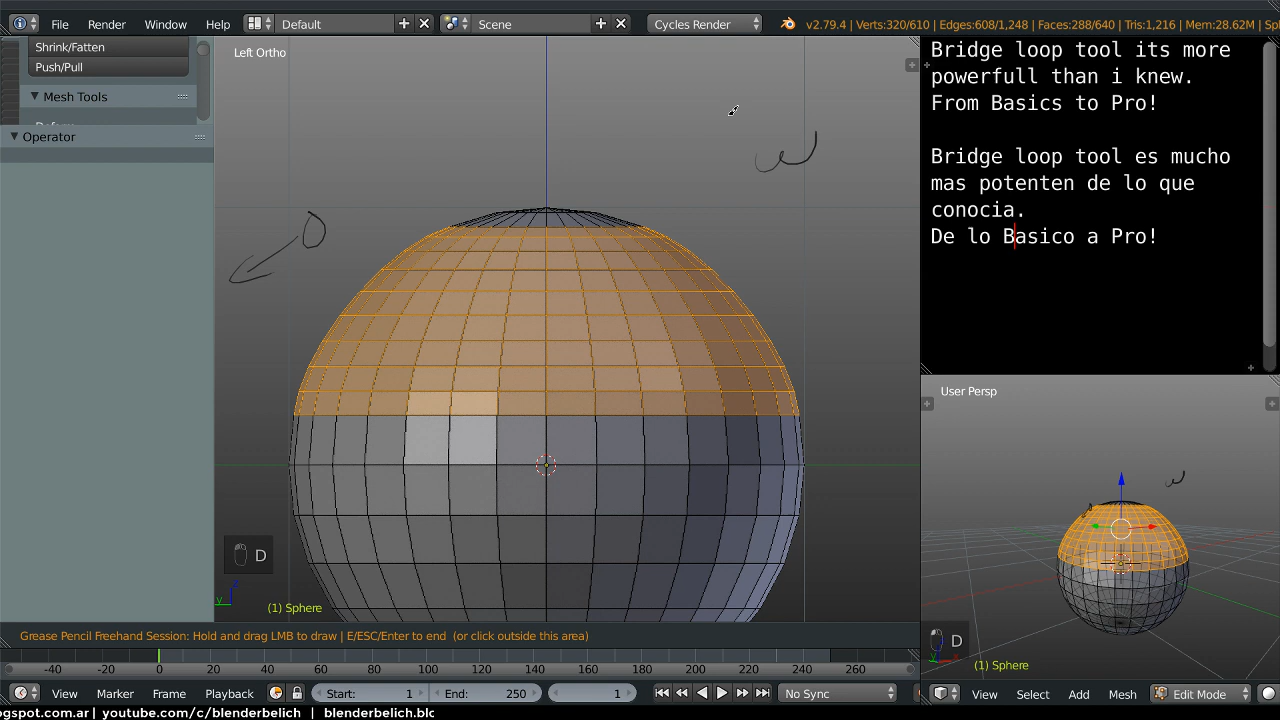 File Render Window Help Default Scene Cycles Render v2.79.4 | Verts:320/610 | Edges:608/1,248 | Faces:288/640 | Tris:1,216 | Mem:28.62M | Sp
Shrink/Fatten
Push/Pull
Mesh Tools
Operator
Left Ortho
D
(1) Sphere
Bridge loop tool its more
powerfull than i knew.
From Basics to Pro!
Bridge loop tool es mucho
mas potenten de lo que
conocia.
De lo Basico a Pro!
User Persp
D
(1) Sphere
Grease Pencil Freehand Session: Hold and drag LMB to draw | E/ESC/Enter to end (or click outside this area)
-40 -20 0 20 40 60 80 100 120 140 160 180 200 220 240 260
View Marker Frame Playback Start: 1 End: 250 1 No Sync
View Select Add Mesh Edit Mode
ogspot.com.ar | youtube.com/c/blenderbelich | blenderbelich.blc